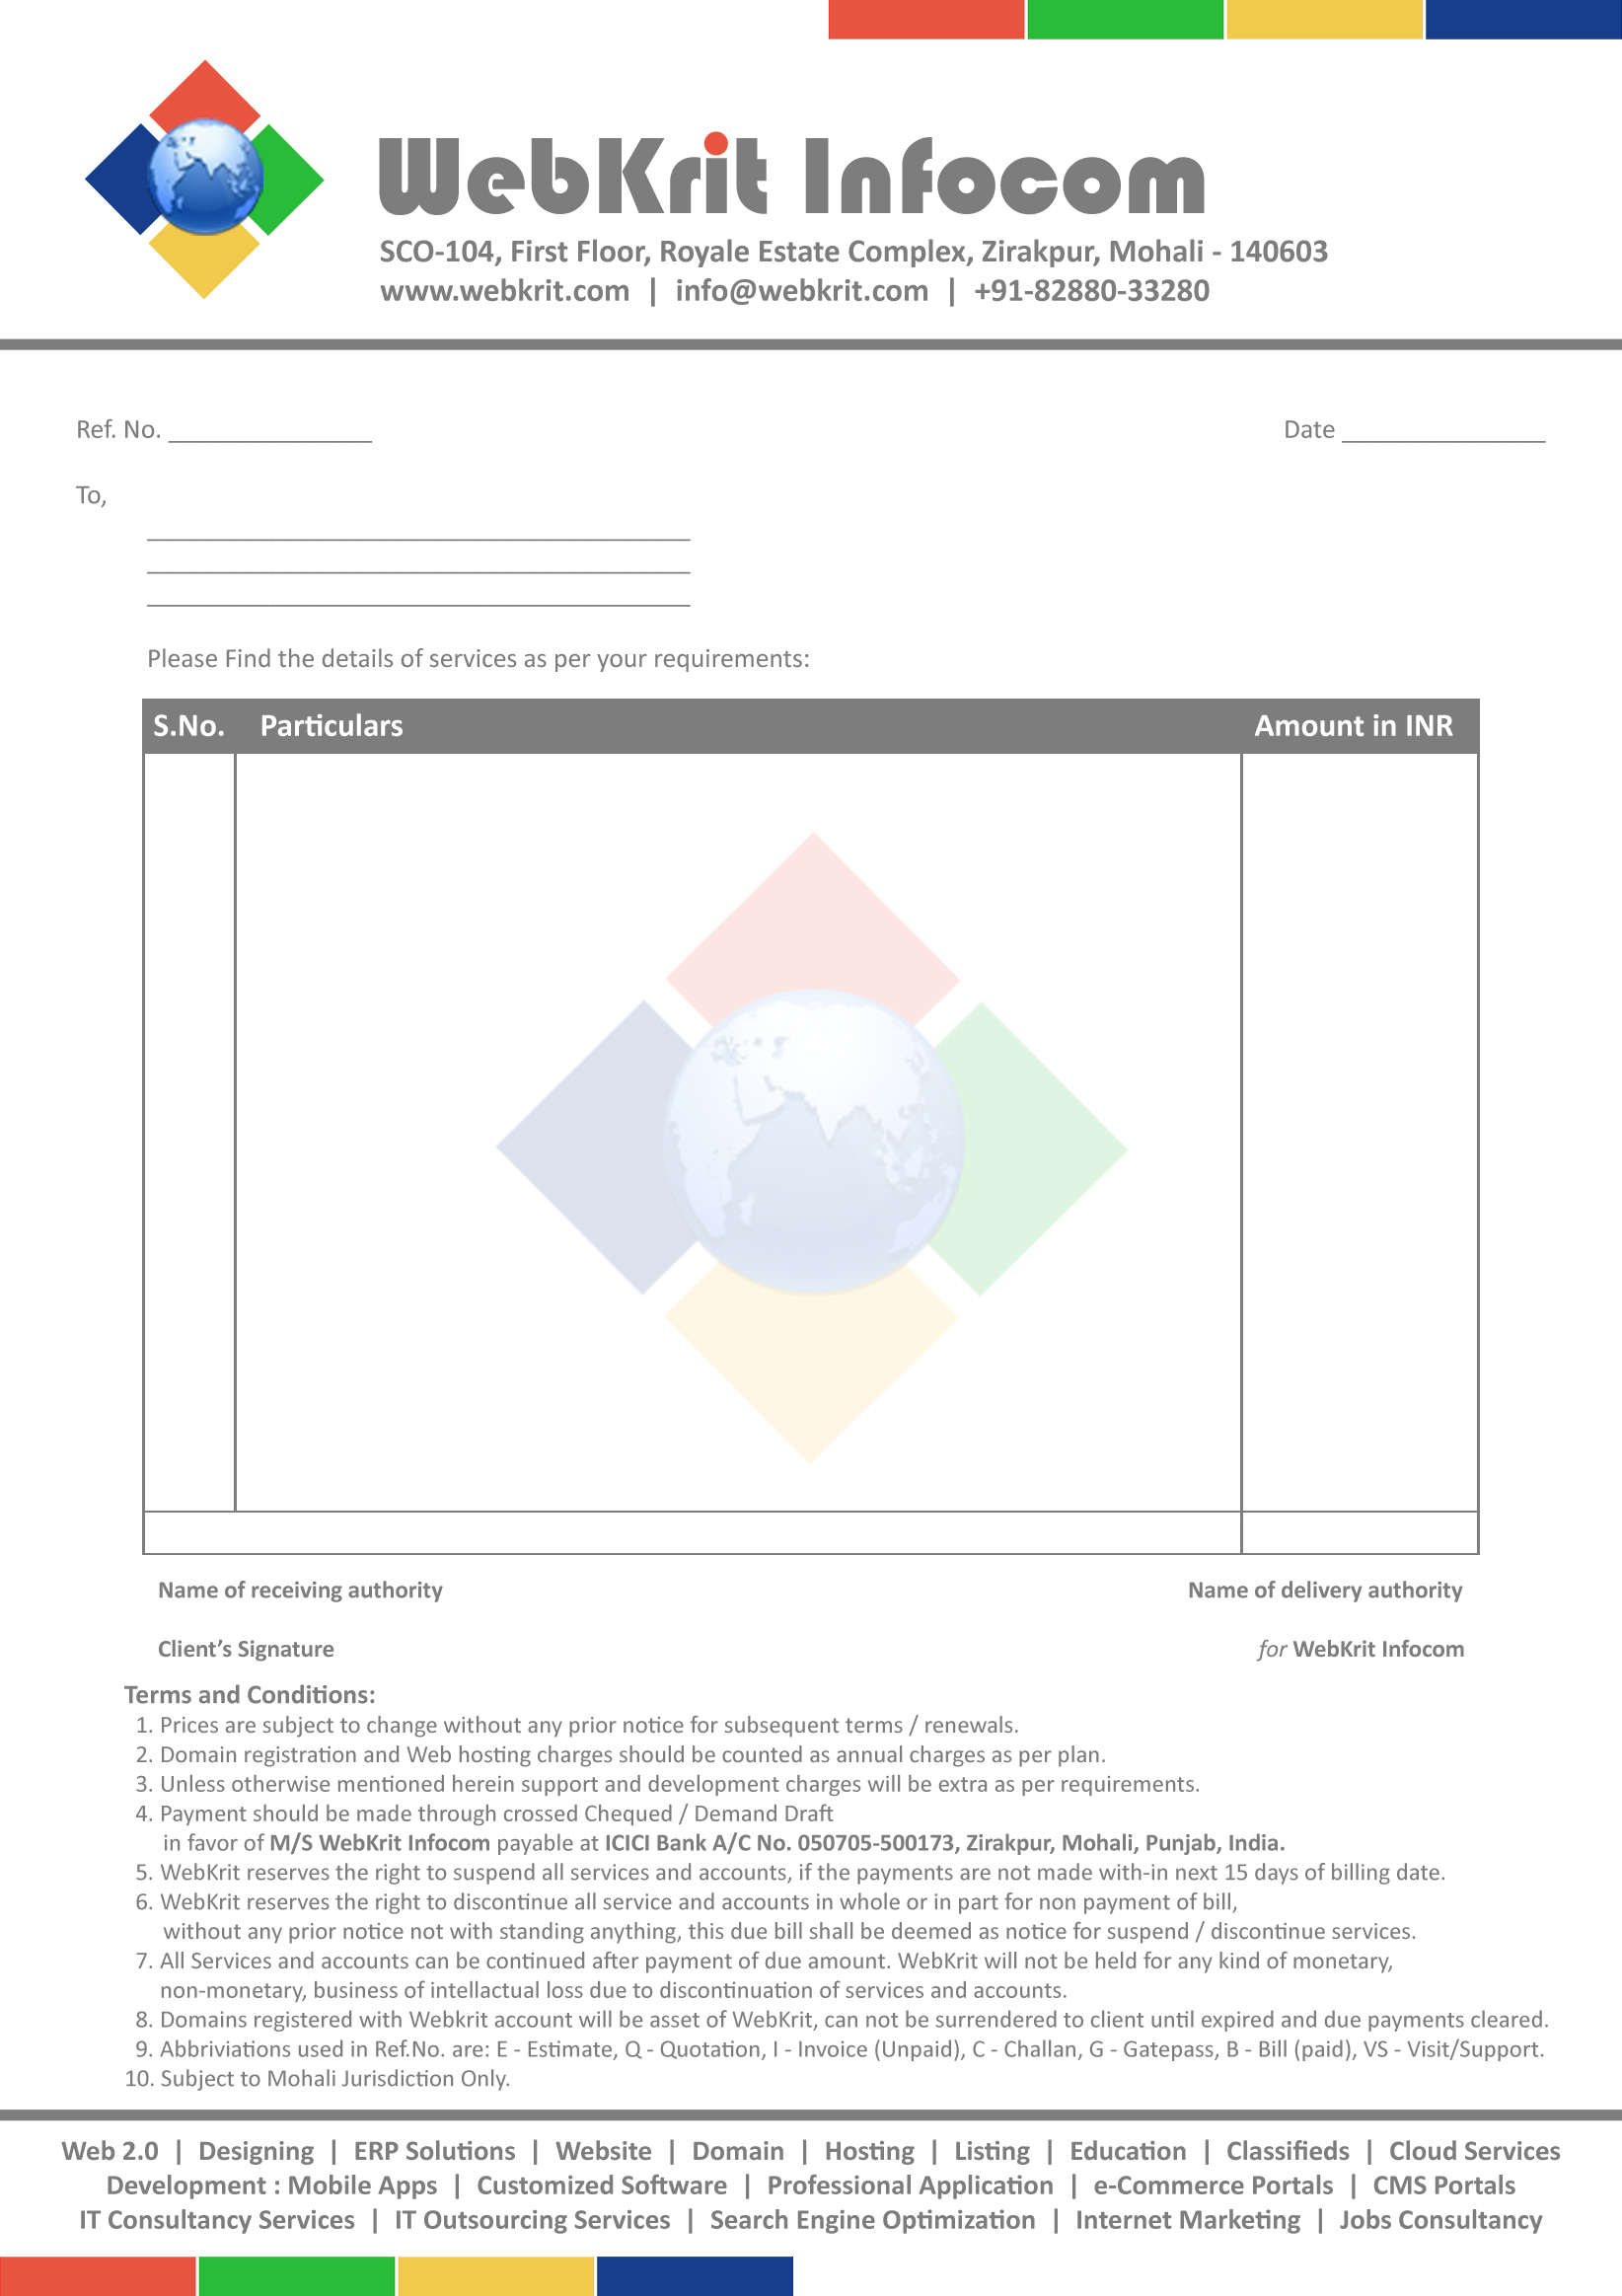 WebKrit Infocom
SCO-104, First Floor, Royale Estate Complex, Zirakpur, Mohali - 140603
www.webkrit.com | info@webkrit.com | +91-82880-33280
Ref. No. _______________ Date _______________
To,
________________________________________
________________________________________
________________________________________
Please Find the details of services as per your requirements:
S.No. Particulars Amount in INR
Name of receiving authority Name of delivery authority
Client’s Signature for WebKrit Infocom
Terms and Conditions:
1. Prices are subject to change without any prior notice for subsequent terms / renewals.
2. Domain registration and Web hosting charges should be counted as annual charges as per plan.
3. Unless otherwise mentioned herein support and development charges will be extra as per requirements.
4. Payment should be made through crossed Chequed / Demand Draft
in favor of M/S WebKrit Infocom payable at ICICI Bank A/C No. 050705-500173, Zirakpur, Mohali, Punjab, India.
5. WebKrit reserves the right to suspend all services and accounts, if the payments are not made with-in next 15 days of billing date.
6. WebKrit reserves the right to discontinue all service and accounts in whole or in part for non payment of bill,
without any prior notice not with standing anything, this due bill shall be deemed as notice for suspend / discontinue services.
7. All Services and accounts can be continued after payment of due amount. WebKrit will not be held for any kind of monetary,
non-monetary, business of intellactual loss due to discontinuation of services and accounts.
8. Domains registered with Webkrit account will be asset of WebKrit, can not be surrendered to client until expired and due payments cleared.
9. Abbriviations used in Ref.No. are: E - Estimate, Q - Quotation, I - Invoice (Unpaid), C - Challan, G - Gatepass, B - Bill (paid), VS - Visit/Support.
10. Subject to Mohali Jurisdiction Only.
Web 2.0 | Designing | ERP Solutions | Website | Domain | Hosting | Listing | Education | Classifieds | Cloud Services
Development : Mobile Apps | Customized Software | Professional Application | e-Commerce Portals | CMS Portals
IT Consultancy Services | IT Outsourcing Services | Search Engine Optimization | Internet Marketing | Jobs Consultancy